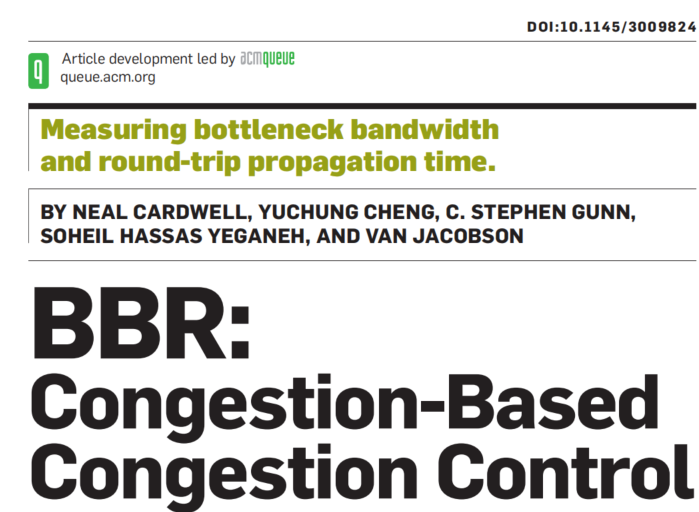 DOI:10.1145/3009824
Article development led by acmqueue
queue.acm.org
Measuring bottleneck bandwidth
and round-trip propagation time.
BY NEAL CARDWELL, YUCHUNG CHENG, C. STEPHEN GUNN,
SOHEIL HASSAS YEGANEH, AND VAN JACOBSON
BBR:
Congestion-Based
Congestion Control